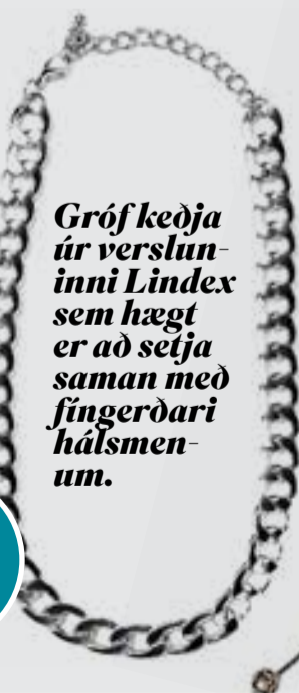 Gróf keðja
úr verslun-
inni Lindex
sem hægt
er að setja
saman með
fíngerðari
hálsmen-
um.